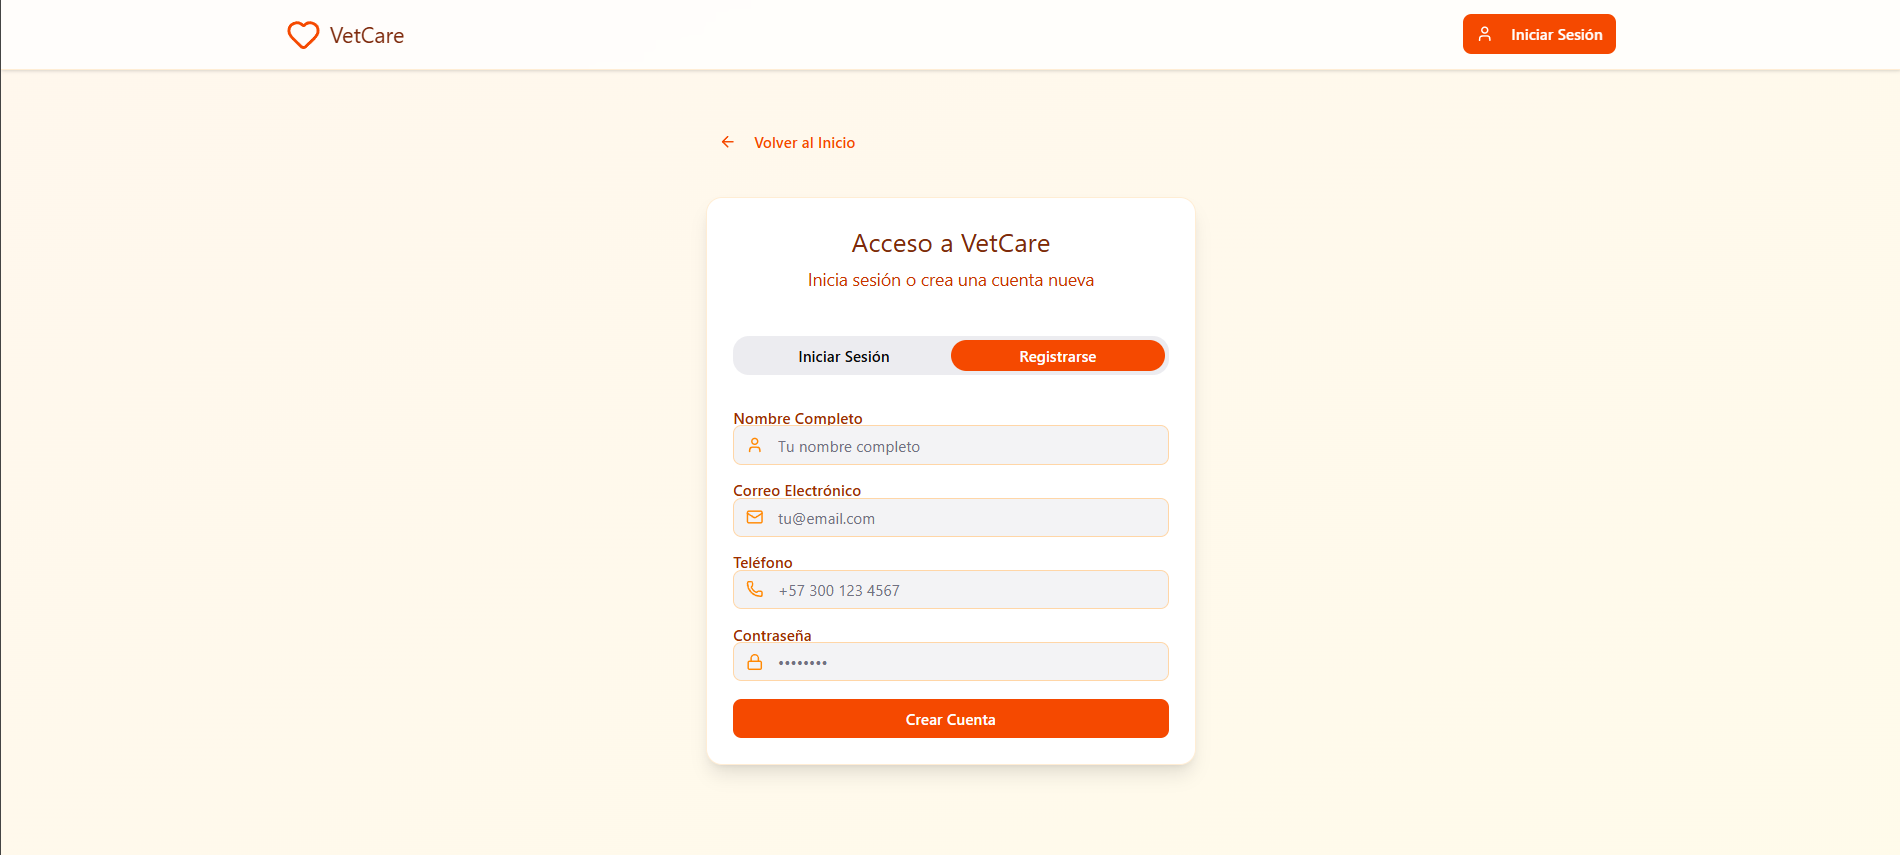 VetCare
Iniciar Sesión
Volver al Inicio
Acceso a VetCare
Inicia sesión o crea una cuenta nueva
Iniciar Sesión
Registrarse
Nombre Completo
Tu nombre completo
Correo Electrónico
tu@email.com
Teléfono
+57 300 123 4567
Contraseña
••••••••
Crear Cuenta